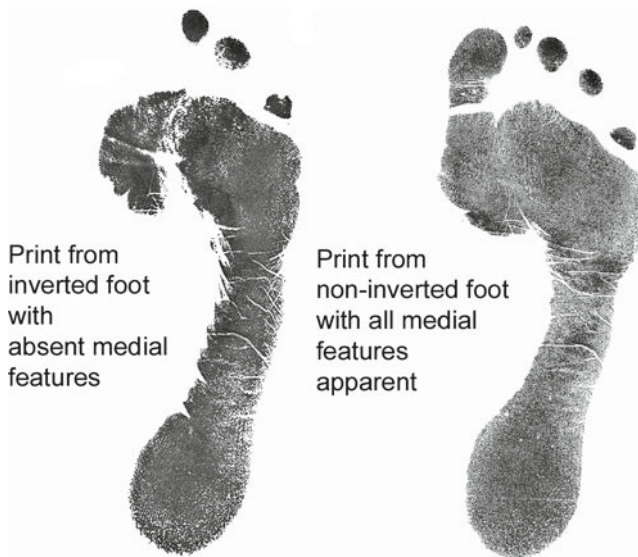 Print from
inverted foot
with
absent medial
features
Print from
non-inverted foot
with all medial
features
apparent